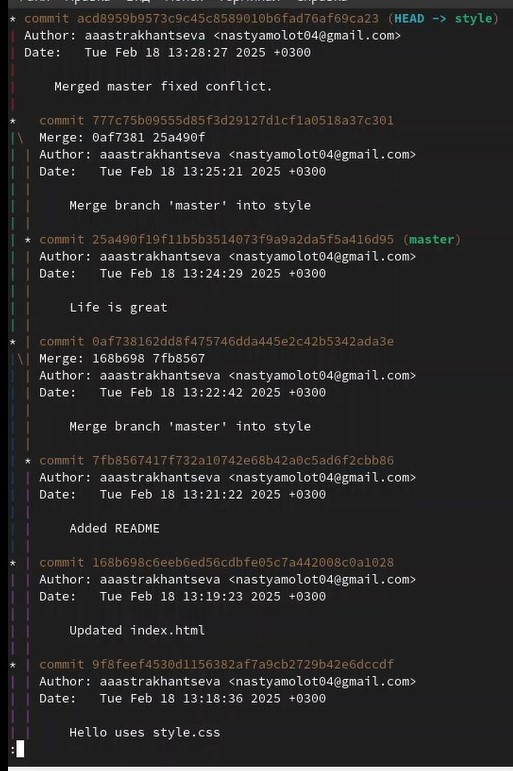 * commit acd8959b9573c9c45c8589010b6fad76af69ca23 (HEAD -> style)
| Author: aaastrakhantseva <nastyamolot04@gmail.com>
| Date:   Tue Feb 18 13:28:27 2025 +0300
|
|     Merged master fixed conflict.
|
*   commit 777c75b09555d85f3d29127d1cf1a0518a37c301
|\  Merge: 0af7381 25a490f
| | Author: aaastrakhantseva <nastyamolot04@gmail.com>
| | Date:   Tue Feb 18 13:25:21 2025 +0300
| |
| |     Merge branch 'master' into style
| |
| * commit 25a490f19f11b5b3514073f9a9a2da5f5a416d95 (master)
| | Author: aaastrakhantseva <nastyamolot04@gmail.com>
| | Date:   Tue Feb 18 13:24:29 2025 +0300
| |
| |     Life is great
| |
* | commit 0af738162dd8f475746dda445e2c42b5342ada3e
|\| Merge: 168b698 7fb8567
| | Author: aaastrakhantseva <nastyamolot04@gmail.com>
| | Date:   Tue Feb 18 13:22:42 2025 +0300
| |
| |     Merge branch 'master' into style
| |
| * commit 7fb8567417f732a10742e68b42a0c5ad6f2cbb86
| | Author: aaastrakhantseva <nastyamolot04@gmail.com>
| | Date:   Tue Feb 18 13:21:22 2025 +0300
| |
| |     Added README
| |
* | commit 168b698c6eeb6ed56cdbfe05c7a442008c0a1028
| | Author: aaastrakhantseva <nastyamolot04@gmail.com>
| | Date:   Tue Feb 18 13:19:23 2025 +0300
| |
| |     Updated index.html
| |
* | commit 9f8feef4530d1156382af7a9cb2729b42e6dccdf
| | Author: aaastrakhantseva <nastyamolot04@gmail.com>
| | Date:   Tue Feb 18 13:18:36 2025 +0300
| |
| |     Hello uses style.css
: